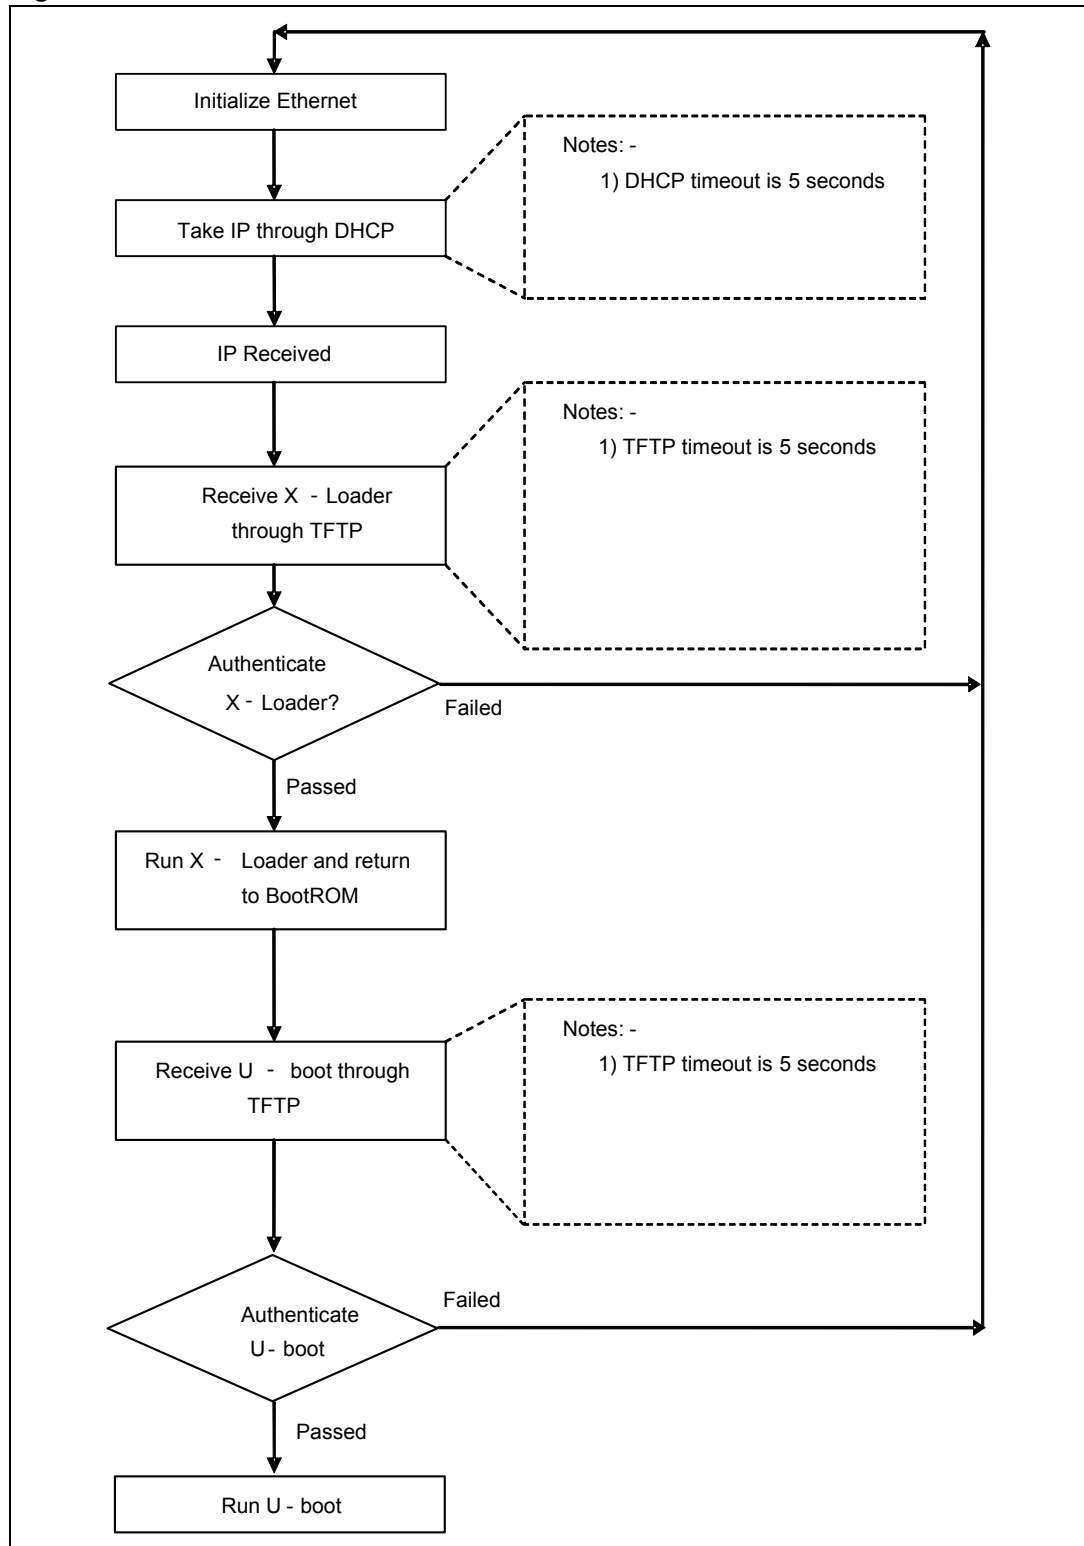 Initialize Ethernet
Notes: -
1) DHCP timeout is 5 seconds
Take IP through DHCP
IP Received
Notes: -
1) TFTP timeout is 5 seconds
Receive X - Loader
through TFTP
Authenticate
X - Loader?
Failed
Passed
Run X - Loader and return
to BootROM
Notes: -
1) TFTP timeout is 5 seconds
Receive U - boot through
TFTP
Authenticate
U - boot
Failed
Passed
Run U - boot